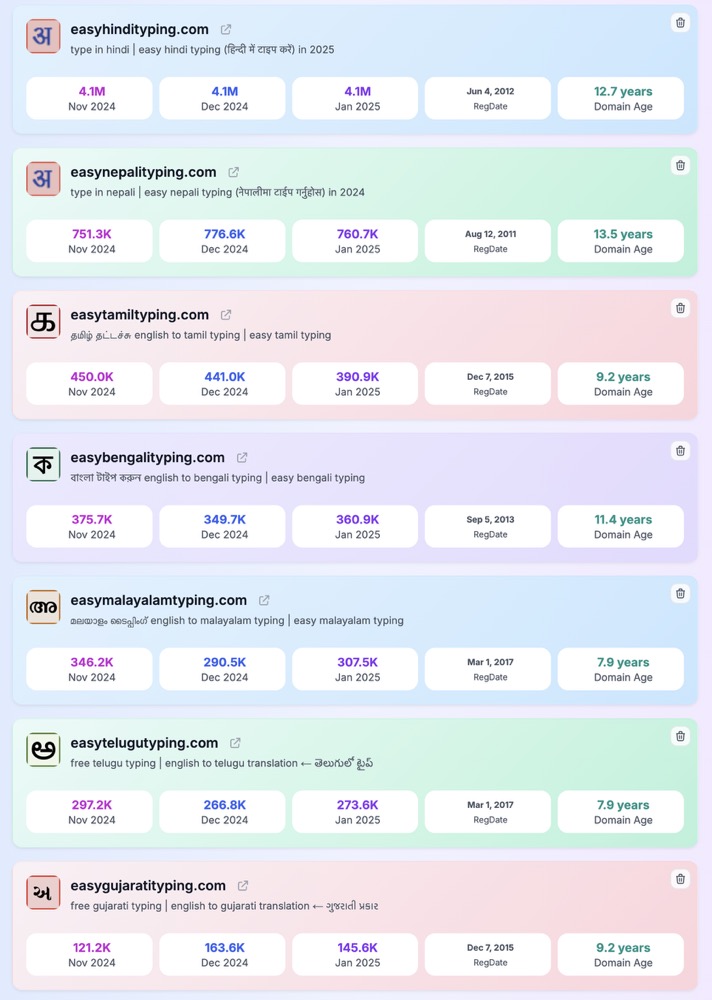 अ
easyhindityping.com
type in hindi | easy hindi typing (हिन्दी में टाइप करें) in 2025
4.1M 4.1M 4.1M Jun 4, 2012 12.7 years
Nov 2024 Dec 2024 Jan 2025 RegDate Domain Age
अ
easynepalityping.com
type in nepali | easy nepali typing (नेपालीमा टाईप गर्नुहोस) in 2024
751.3K 776.6K 760.7K Aug 12, 2011 13.5 years
Nov 2024 Dec 2024 Jan 2025 RegDate Domain Age
க
easytamiltyping.com
தமிழ் தட்டச்சு english to tamil typing | easy tamil typing
450.0K 441.0K 390.9K Dec 7, 2015 9.2 years
Nov 2024 Dec 2024 Jan 2025 RegDate Domain Age
ক
easybengalityping.com
বাংলা টাইপ করুন english to bengali typing | easy bengali typing
375.7K 349.7K 360.9K Sep 5, 2013 11.4 years
Nov 2024 Dec 2024 Jan 2025 RegDate Domain Age
അ
easymalayalamtyping.com
മലയാളം ടൈപ്പിംഗ് english to malayalam typing | easy malayalam typing
346.2K 290.5K 307.5K Mar 1, 2017 7.9 years
Nov 2024 Dec 2024 Jan 2025 RegDate Domain Age
అ
easytelugutyping.com
free telugu typing | english to telugu translation ← తెలుగులో టైప్
297.2K 266.8K 273.6K Mar 1, 2017 7.9 years
Nov 2024 Dec 2024 Jan 2025 RegDate Domain Age
અ
easygujaratityping.com
free gujarati typing | english to gujarati translation ← ગુજરાતી પ્રકાર
121.2K 163.6K 145.6K Dec 7, 2015 9.2 years
Nov 2024 Dec 2024 Jan 2025 RegDate Domain Age